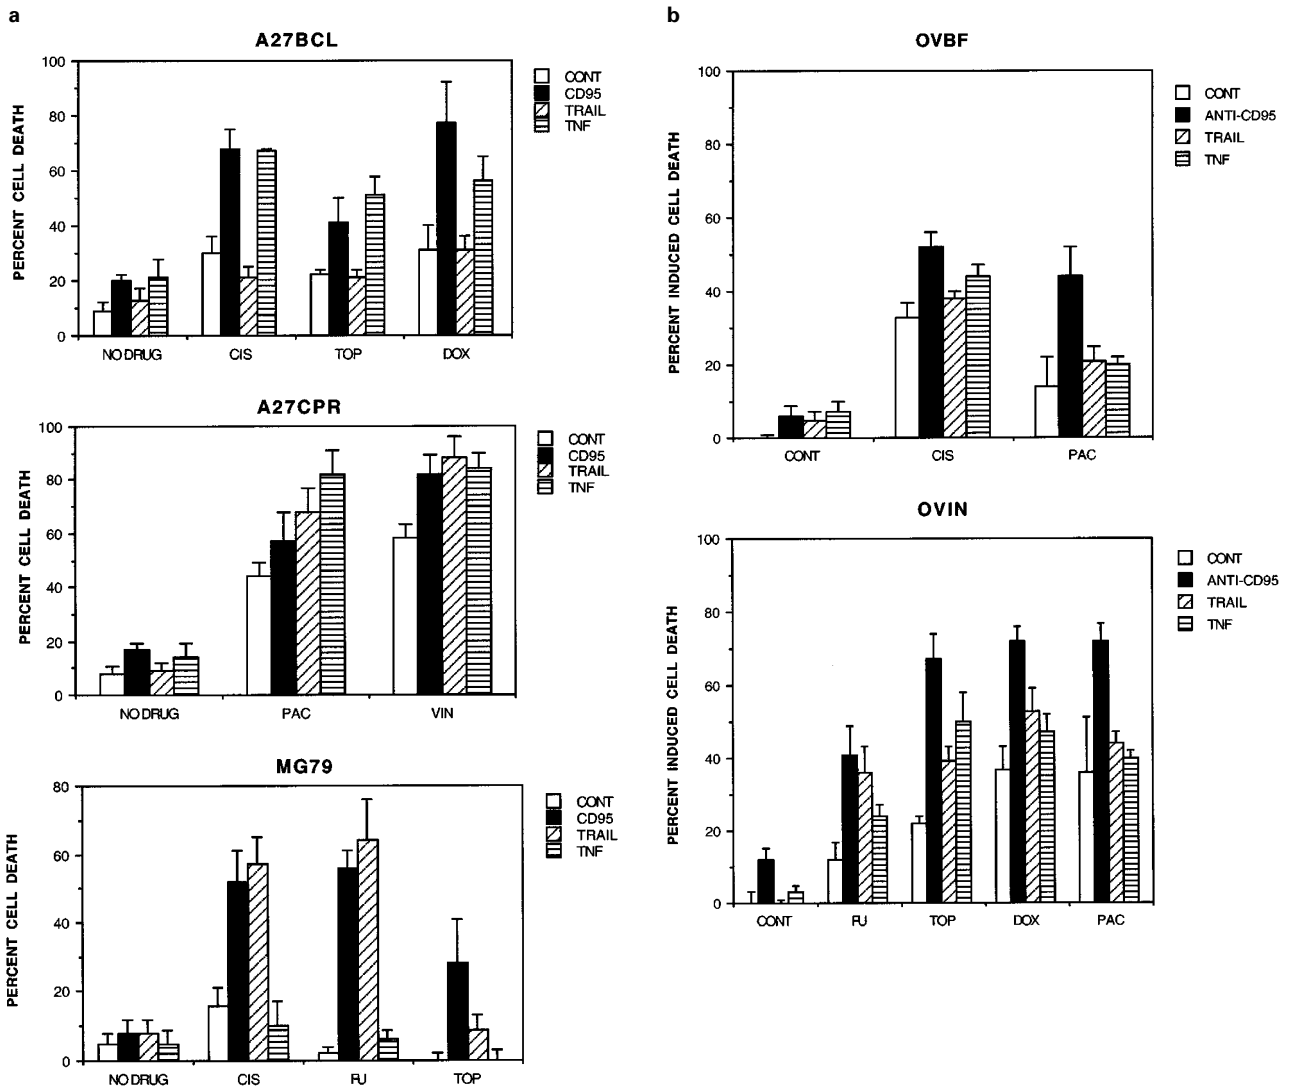 a
A27BCL
PERCENT CELL DEATH
100
80
60
40
20
0
NO DRUG CIS TOP DOX
CONT
CD95
TRAIL
TNF
A27CPR
PERCENT CELL DEATH
100
80
60
40
20
0
NO DRUG PAC VIN
CONT
CD95
TRAIL
TNF
MG79
PERCENT CELL DEATH
80
60
40
20
0
NO DRUG CIS FU TOP
CONT
CD95
TRAIL
TNF
b
OVBF
PERCENT INDUCED CELL DEATH
100
80
60
40
20
0
CONT CIS PAC
CONT
ANTI-CD95
TRAIL
TNF
OVIN
PERCENT INDUCED CELL DEATH
100
80
60
40
20
0
CONT FU TOP DOX PAC
CONT
ANTI-CD95
TRAIL
TNF